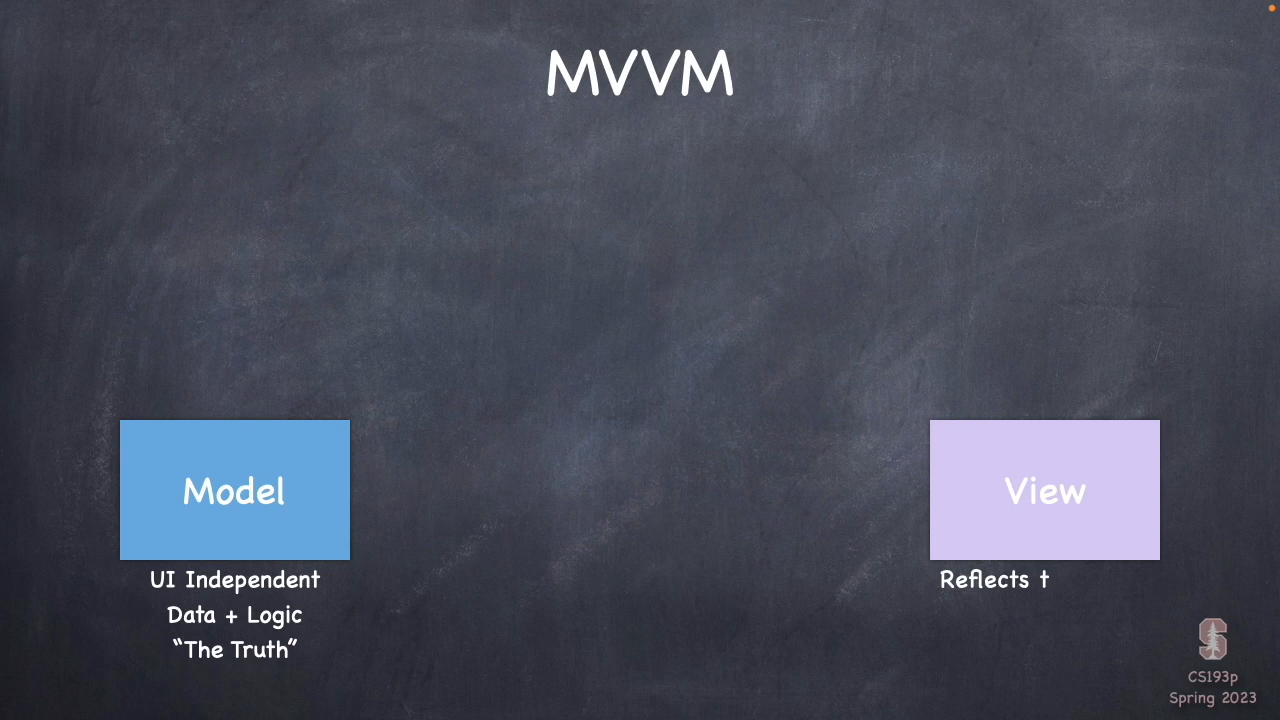 MVVM
Model
View
UI Independent
Data + Logic
“The Truth”
Reflects t
CS193p
Spring 2023